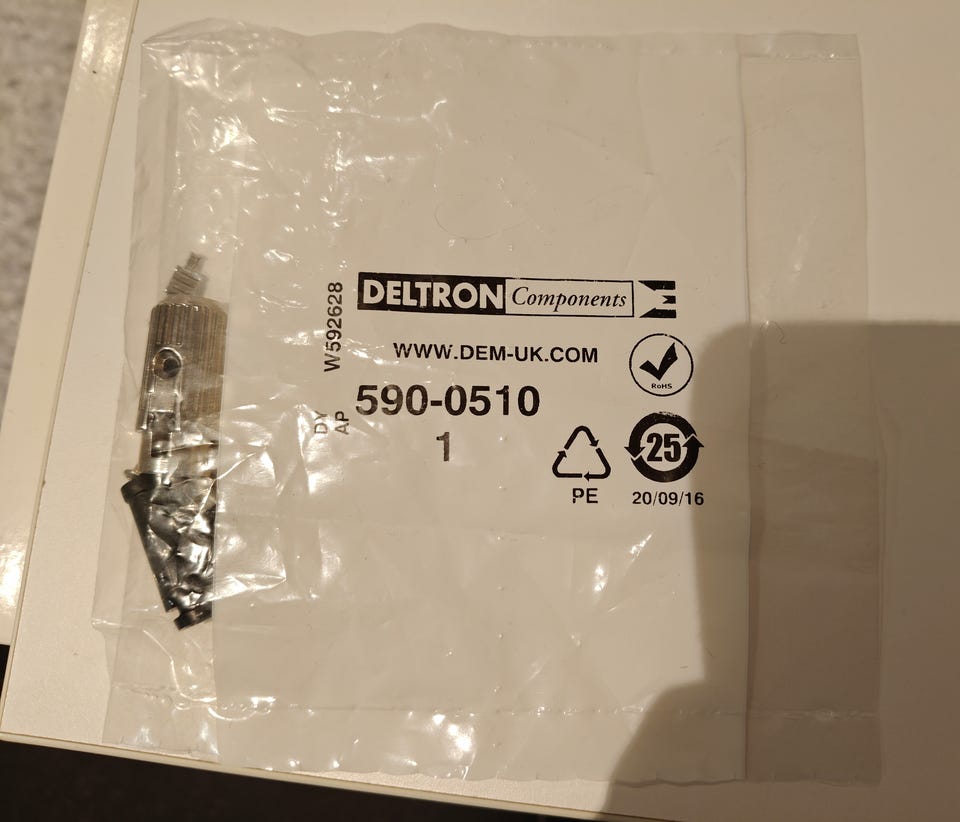 W592628
DELTRON Components
WWW.DEM-UK.COM
RoHS
DY
AP
590-0510
1
25
PE
20/09/16